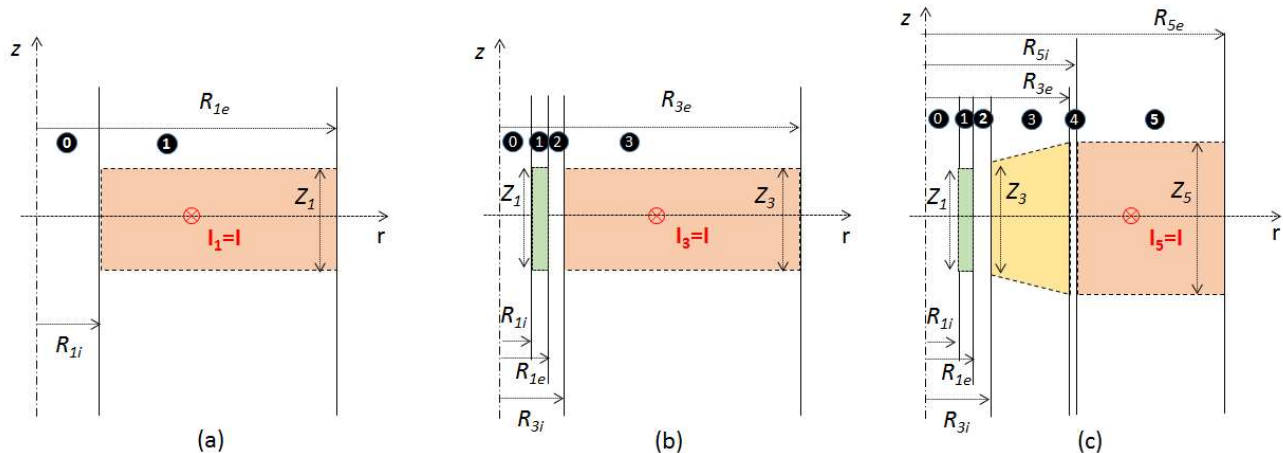 z
R1e
0 1
Z1
I1=I
r
R1i
(a)
z
R3e
0 1 2 3
Z1
Z3
I3=I
r
R1i
R1e
R3i
(b)
z
R5e
R5i
R3e
0 1 2 3 4 5
Z1
Z3
Z5
I5=I
r
R1i
R1e
R3i
(c)